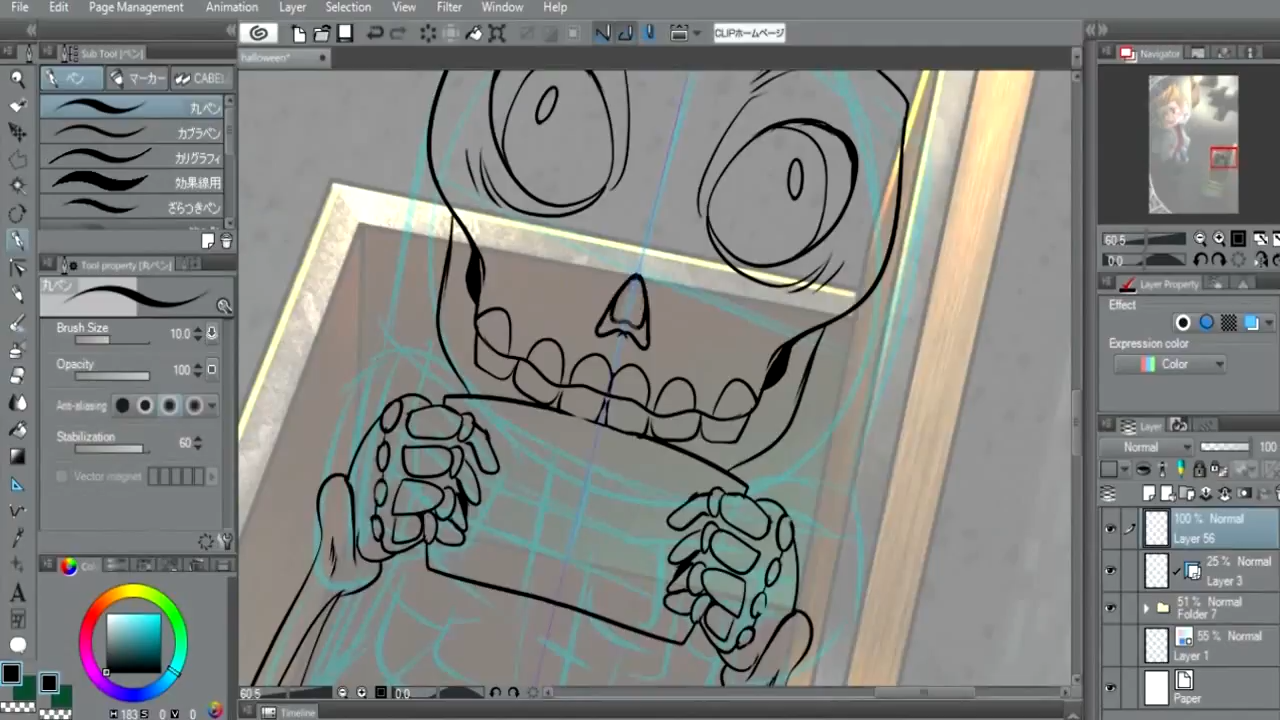 File Edit Page Management Animation Layer Selection View Filter Window Help
CLIPホームページ
Sub Tool [ペン]
halloween*
Navigator
ペン マーカー CABEL
丸ペン
カブラペン
カリグラフィ
効果線用
ざらつきペン
60.5
0.0
Tool property [丸ペン]
丸ペン
Layer Property
Effect
Brush Size 10.0
Expression color
Opacity 100
Color
Anti-aliasing
Stabilization 60
Layer
Normal 100
Vector magnet
100 % Normal
Layer 56
25 % Normal
Layer 3
51 % Normal
Folder 7
55 % Normal
Layer 1
Paper
60.5 0.0
H 183 S 0 V 0
Timeline